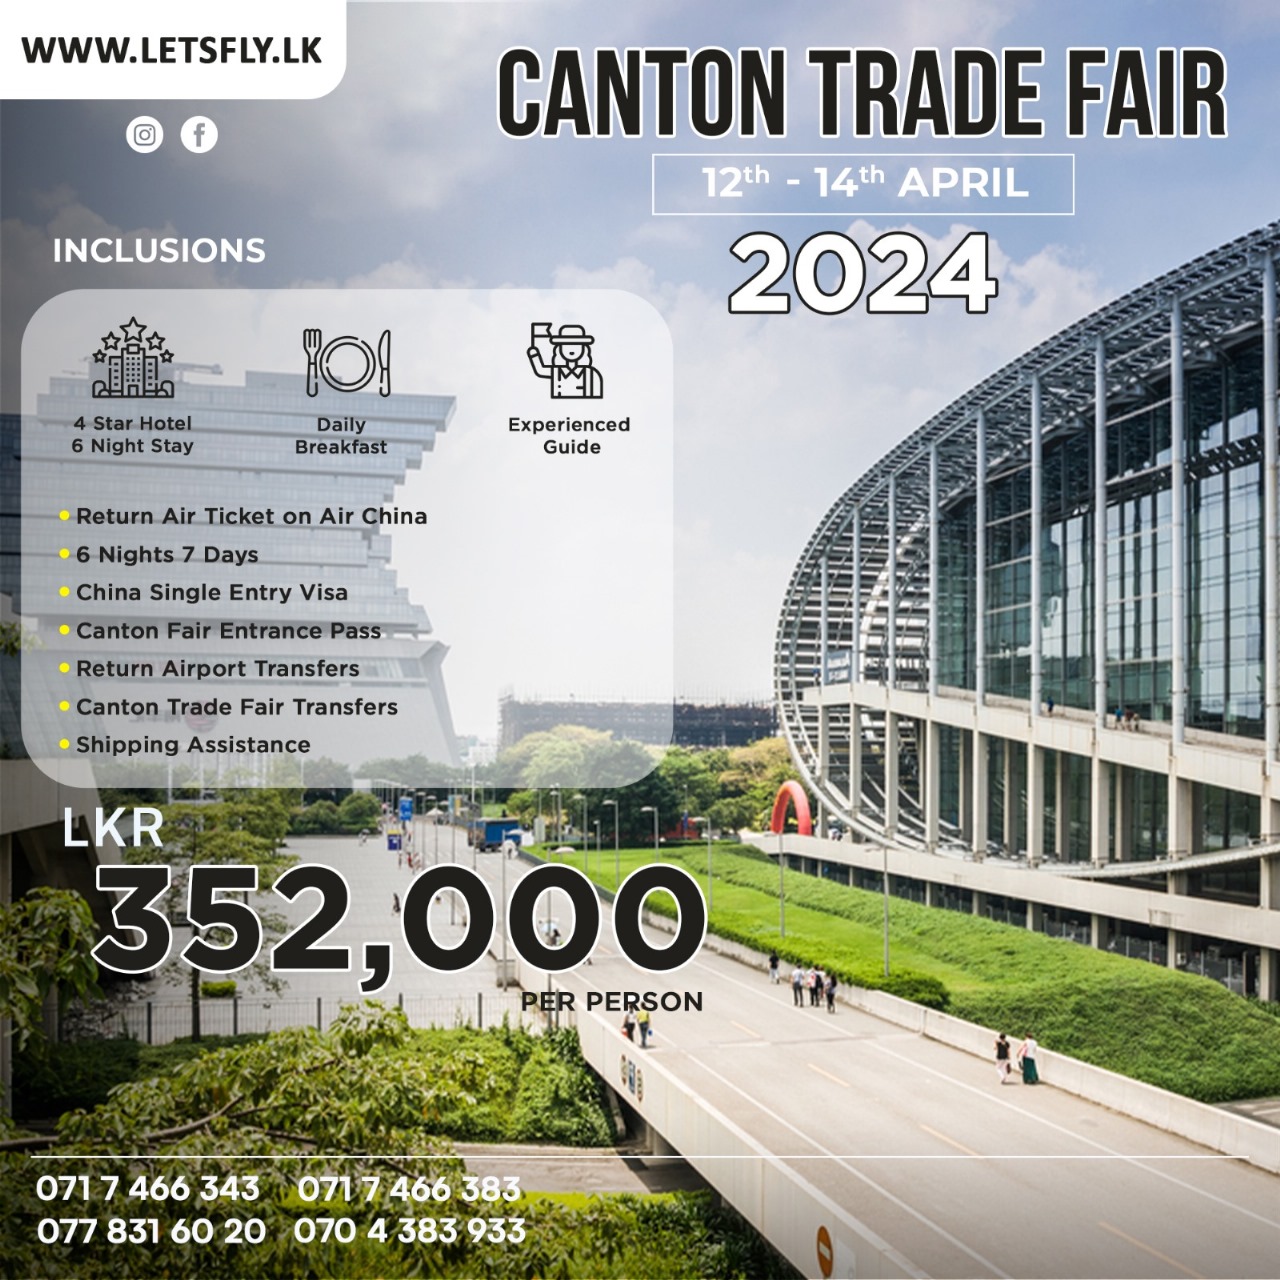 WWW.LETSFLY.LK
CANTON TRADE FAIR
12th - 14th APRIL
2024
INCLUSIONS
4 Star Hotel
6 Night Stay
Daily
Breakfast
Experienced
Guide
Return Air Ticket on Air China
6 Nights 7 Days
China Single Entry Visa
Canton Fair Entrance Pass
Return Airport Transfers
Canton Trade Fair Transfers
Shipping Assistance
LKR
352,000
PER PERSON
071 7 466 343 071 7 466 383
077 831 60 20 070 4 383 933